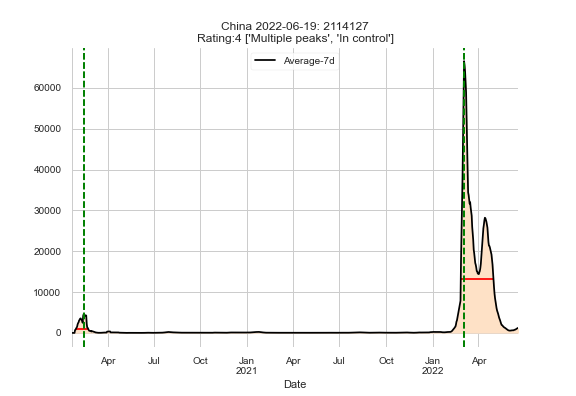 China 2022-06-19: 2114127
Rating:4 ['Multiple peaks', 'In control']
Average-7d
60000
50000
40000
30000
20000
10000
0
Apr Jul Oct Jan Apr Jul Oct Jan Apr
2021 2022
Date